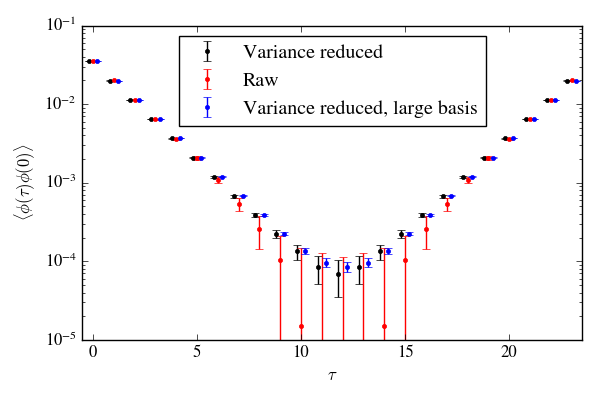 10⁻¹
10⁻²
10⁻³
10⁻⁴
10⁻⁵
⟨ϕ(τ)ϕ(0)⟩
Variance reduced
Raw
Variance reduced, large basis
0 5 10 15 20
τ